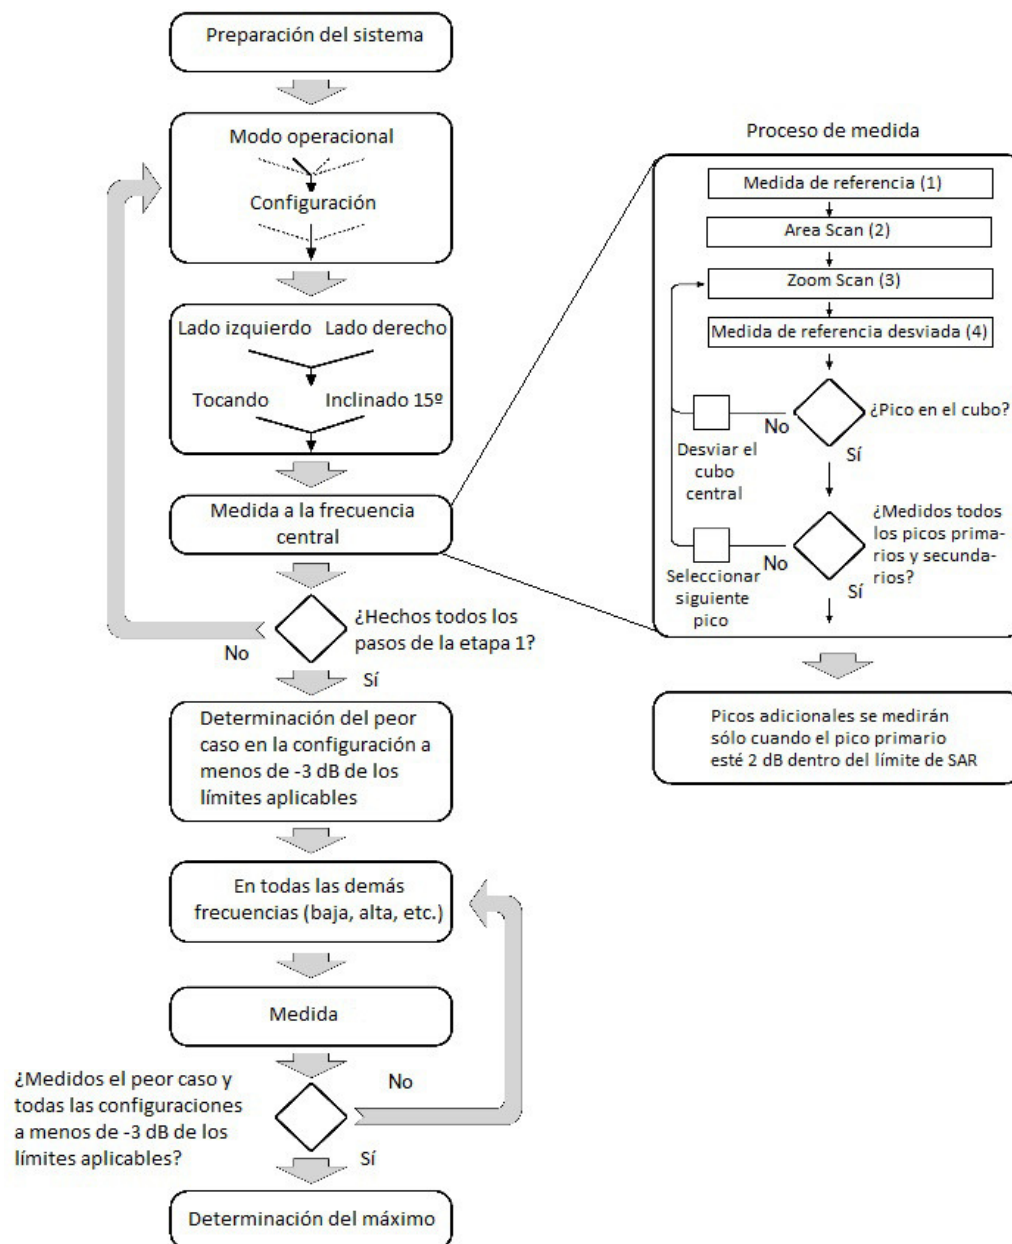 Preparación del sistema
Modo operacional
Configuración
Lado izquierdo Lado derecho
Tocando Inclinado 15º
Medida a la frecuencia
central
¿Hechos todos los
pasos de la etapa 1?
No
Sí
Determinación del peor
caso en la configuración a
menos de -3 dB de los
límites aplicables
En todas las demás
frecuencias (baja, alta, etc.)
Medida
¿Medidos el peor caso y
todas las configuraciones
a menos de -3 dB de los
límites aplicables?
No
Sí
Determinación del máximo
Proceso de medida
Medida de referencia (1)
Area Scan (2)
Zoom Scan (3)
Medida de referencia desviada (4)
¿Pico en el cubo?
No
Sí
Desviar el
cubo
central
¿Medidos todos
los picos prima-
rios y secunda-
rios?
No
Sí
Seleccionar
siguiente
pico
Picos adicionales se medirán
sólo cuando el pico primario
esté 2 dB dentro del límite de SAR